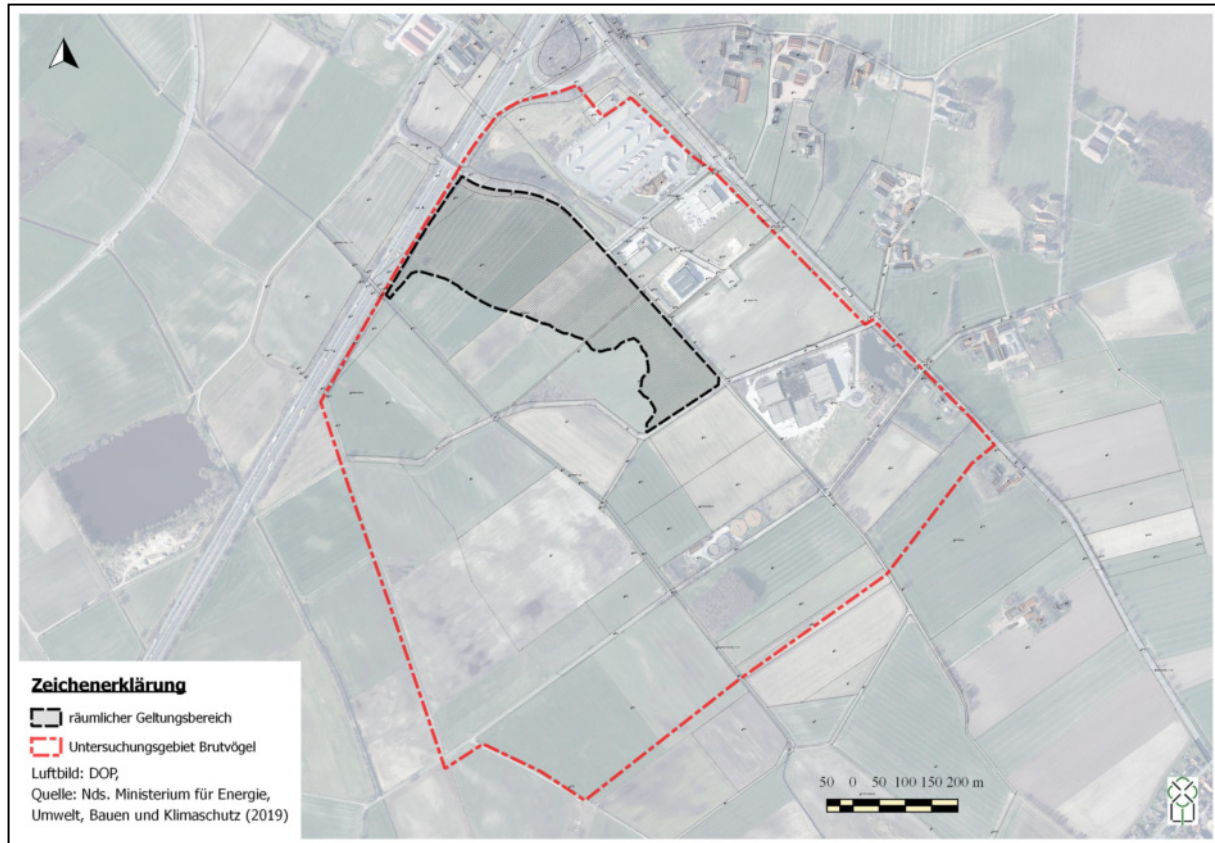 Zeichenerklärung
räumlicher Geltungsbereich
Untersuchungsgebiet Brutvögel
Luftbild: DOP,
Quelle: Nds. Ministerium für Energie,
Umwelt, Bauen und Klimaschutz (2019)
50 0 50 100 150 200 m